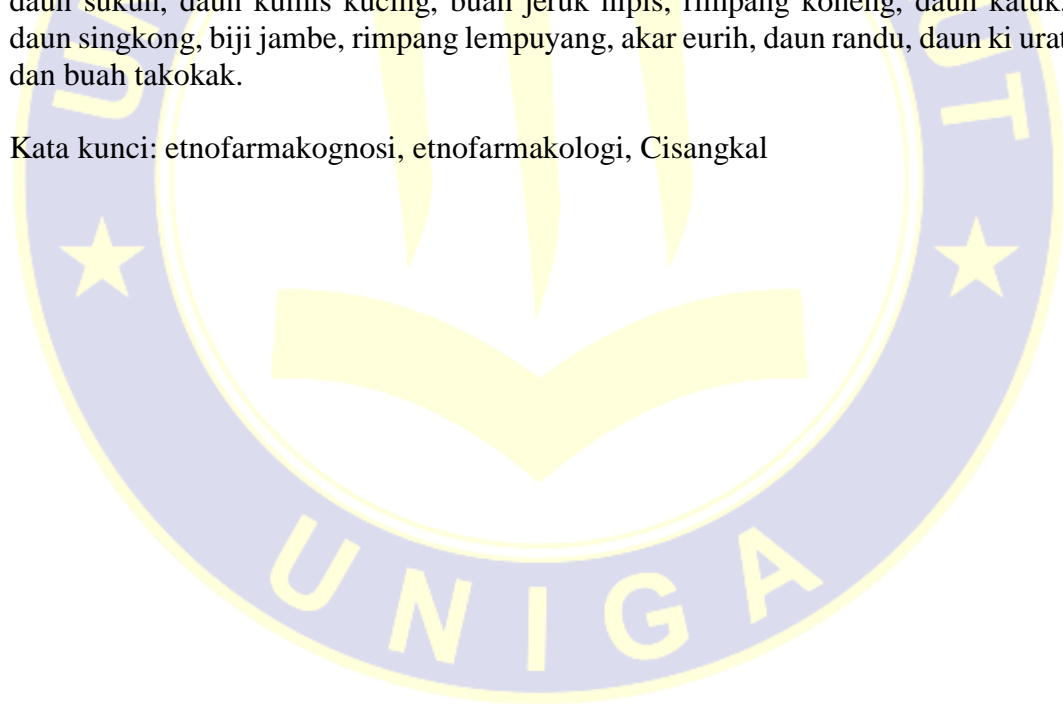 daun sukun, daun kumis kucing, buah jeruk nipis, rimpang koneng, daun katuk,
daun singkong, biji jambe, rimpang lempuyang, akar eurih, daun randu, daun ki urat
dan buah takokak.
Kata kunci: etnofarmakognosi, etnofarmakologi, Cisangkal
U UT
UNIGA